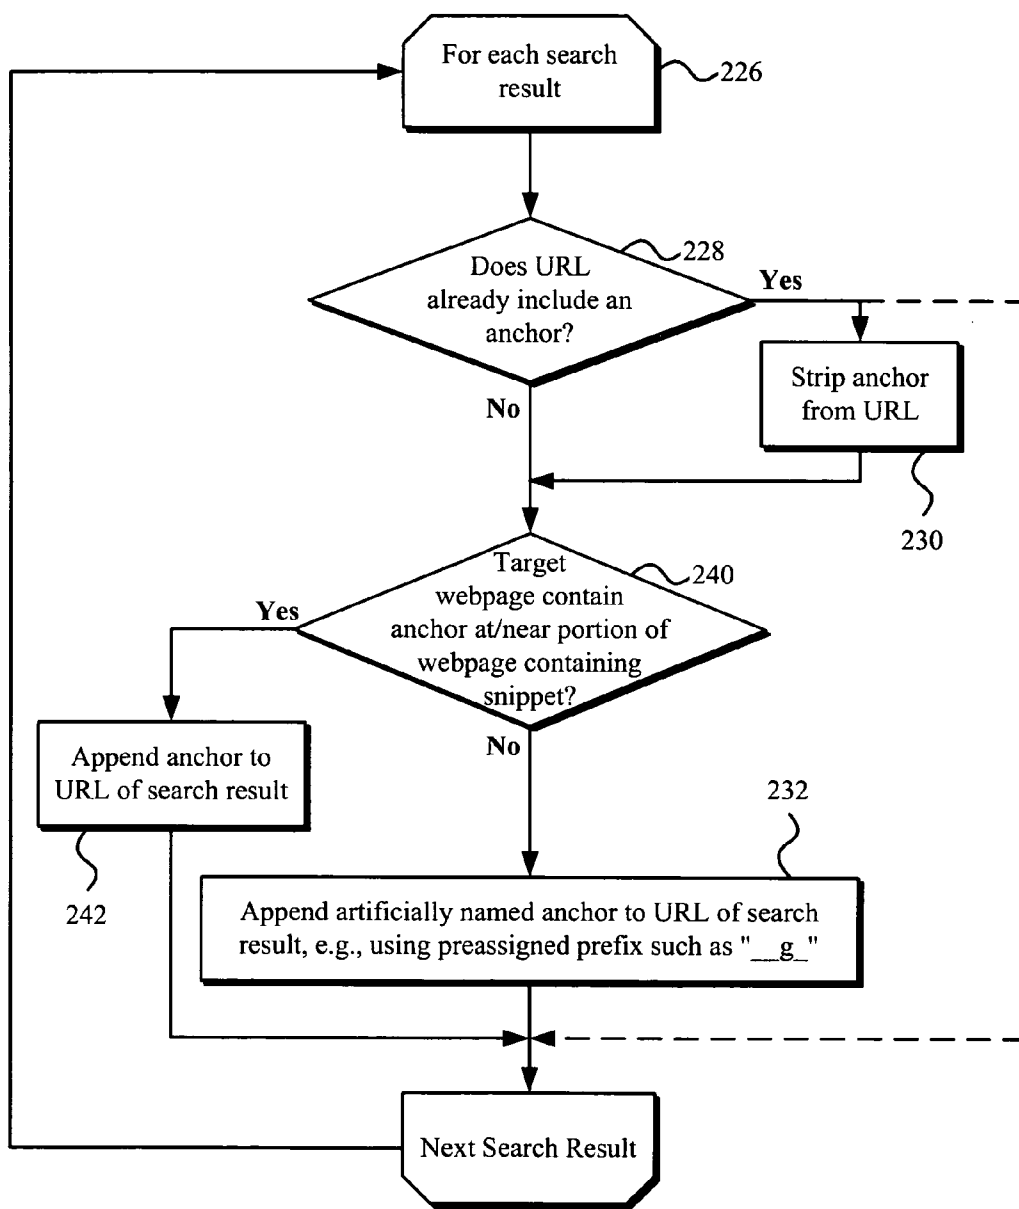 For each search
result
226
228
Does URL
already include an
anchor?
Yes
Strip anchor
from URL
No
230
Target
webpage contain
anchor at/near portion of
webpage containing
snippet?
240
Yes
No
Append anchor to
URL of search result
242
232
Append artificially named anchor to URL of search
result, e.g., using preassigned prefix such as "__g_"
Next Search Result